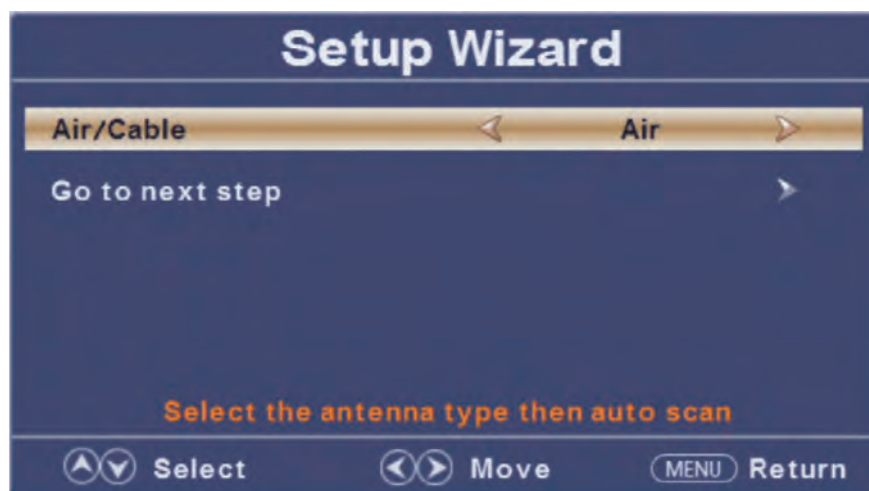 Setup Wizard
Air/Cable Air
Go to next step
Select the antenna type then auto scan
Select Move MENU Return